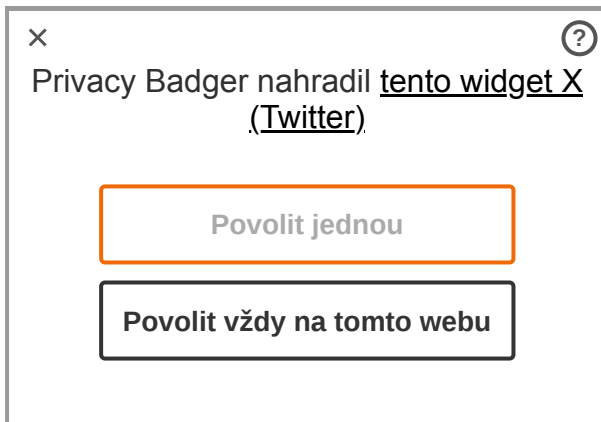 ×
?
Privacy Badger nahradil tento widget X
(Twitter)
Povolit jednou
Povolit vždy na tomto webu